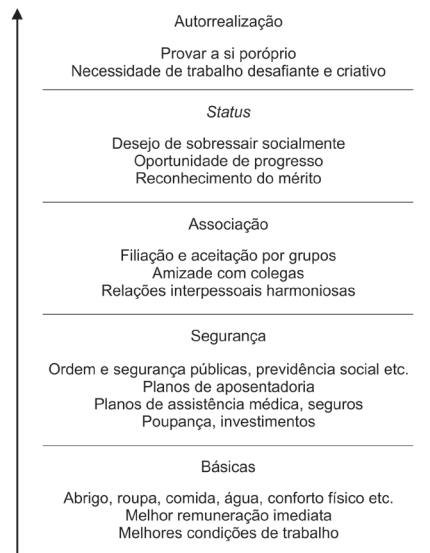 Autorrealização
Provar a si poróprio
Necessidade de trabalho desafiante e criativo
Status
Desejo de sobressair socialmente
Oportunidade de progresso
Reconhecimento do mérito
Associação
Filiação e aceitação por grupos
Amizade com colegas
Relações interpessoais harmoniosas
Segurança
Ordem e segurança públicas, previdência social etc.
Planos de aposentadoria
Planos de assistência médica, seguros
Poupança, investimentos
Básicas
Abrigo, roupa, comida, água, conforto físico etc.
Melhor remuneração imediata
Melhores condições de trabalho